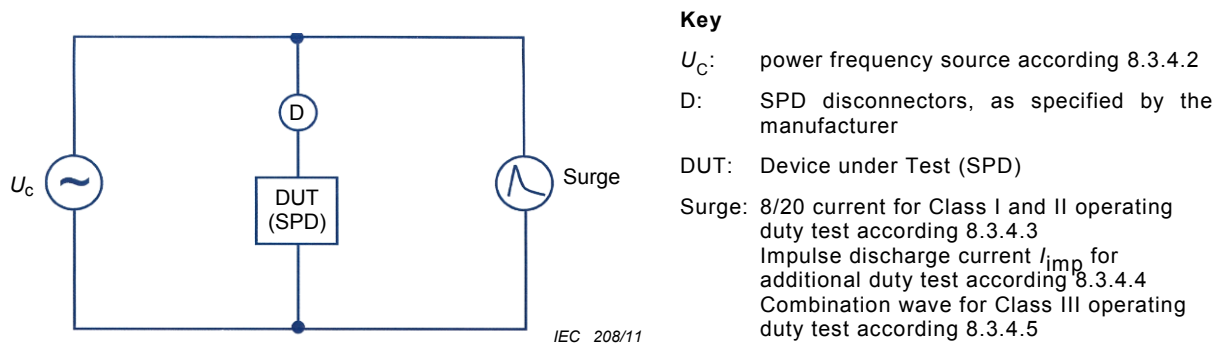 D
U_c
DUT
(SPD)
Surge
IEC 208/11
Key
U_C: power frequency source according 8.3.4.2
D: SPD disconnectors, as specified by the
manufacturer
DUT: Device under Test (SPD)
Surge: 8/20 current for Class I and II operating
duty test according 8.3.4.3
Impulse discharge current I_imp for
additional duty test according 8.3.4.4
Combination wave for Class III operating
duty test according 8.3.4.5